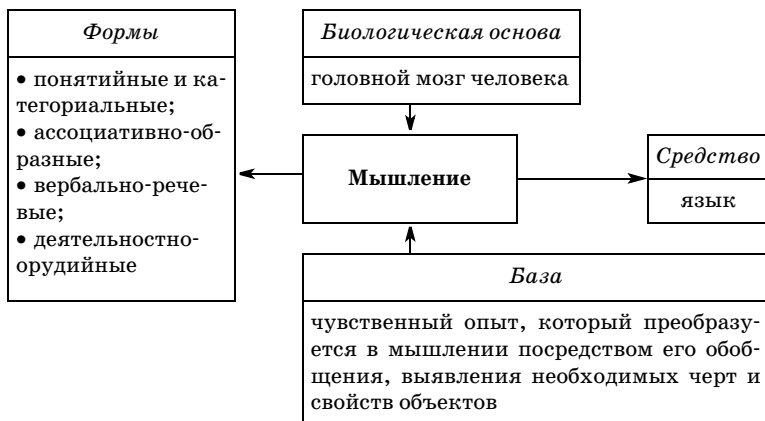 Формы
• понятийные и ка-
тегориальные;
• ассоциативно-об-
разные;
• вербально-рече-
вые;
• деятельностно-
орудийные
Биологическая основа
головной мозг человека
Мышление
Средство
язык
База
чувственный опыт, который преобразу-
ется в мышлении посредством его обоб-
щения, выявления необходимых черт и
свойств объектов